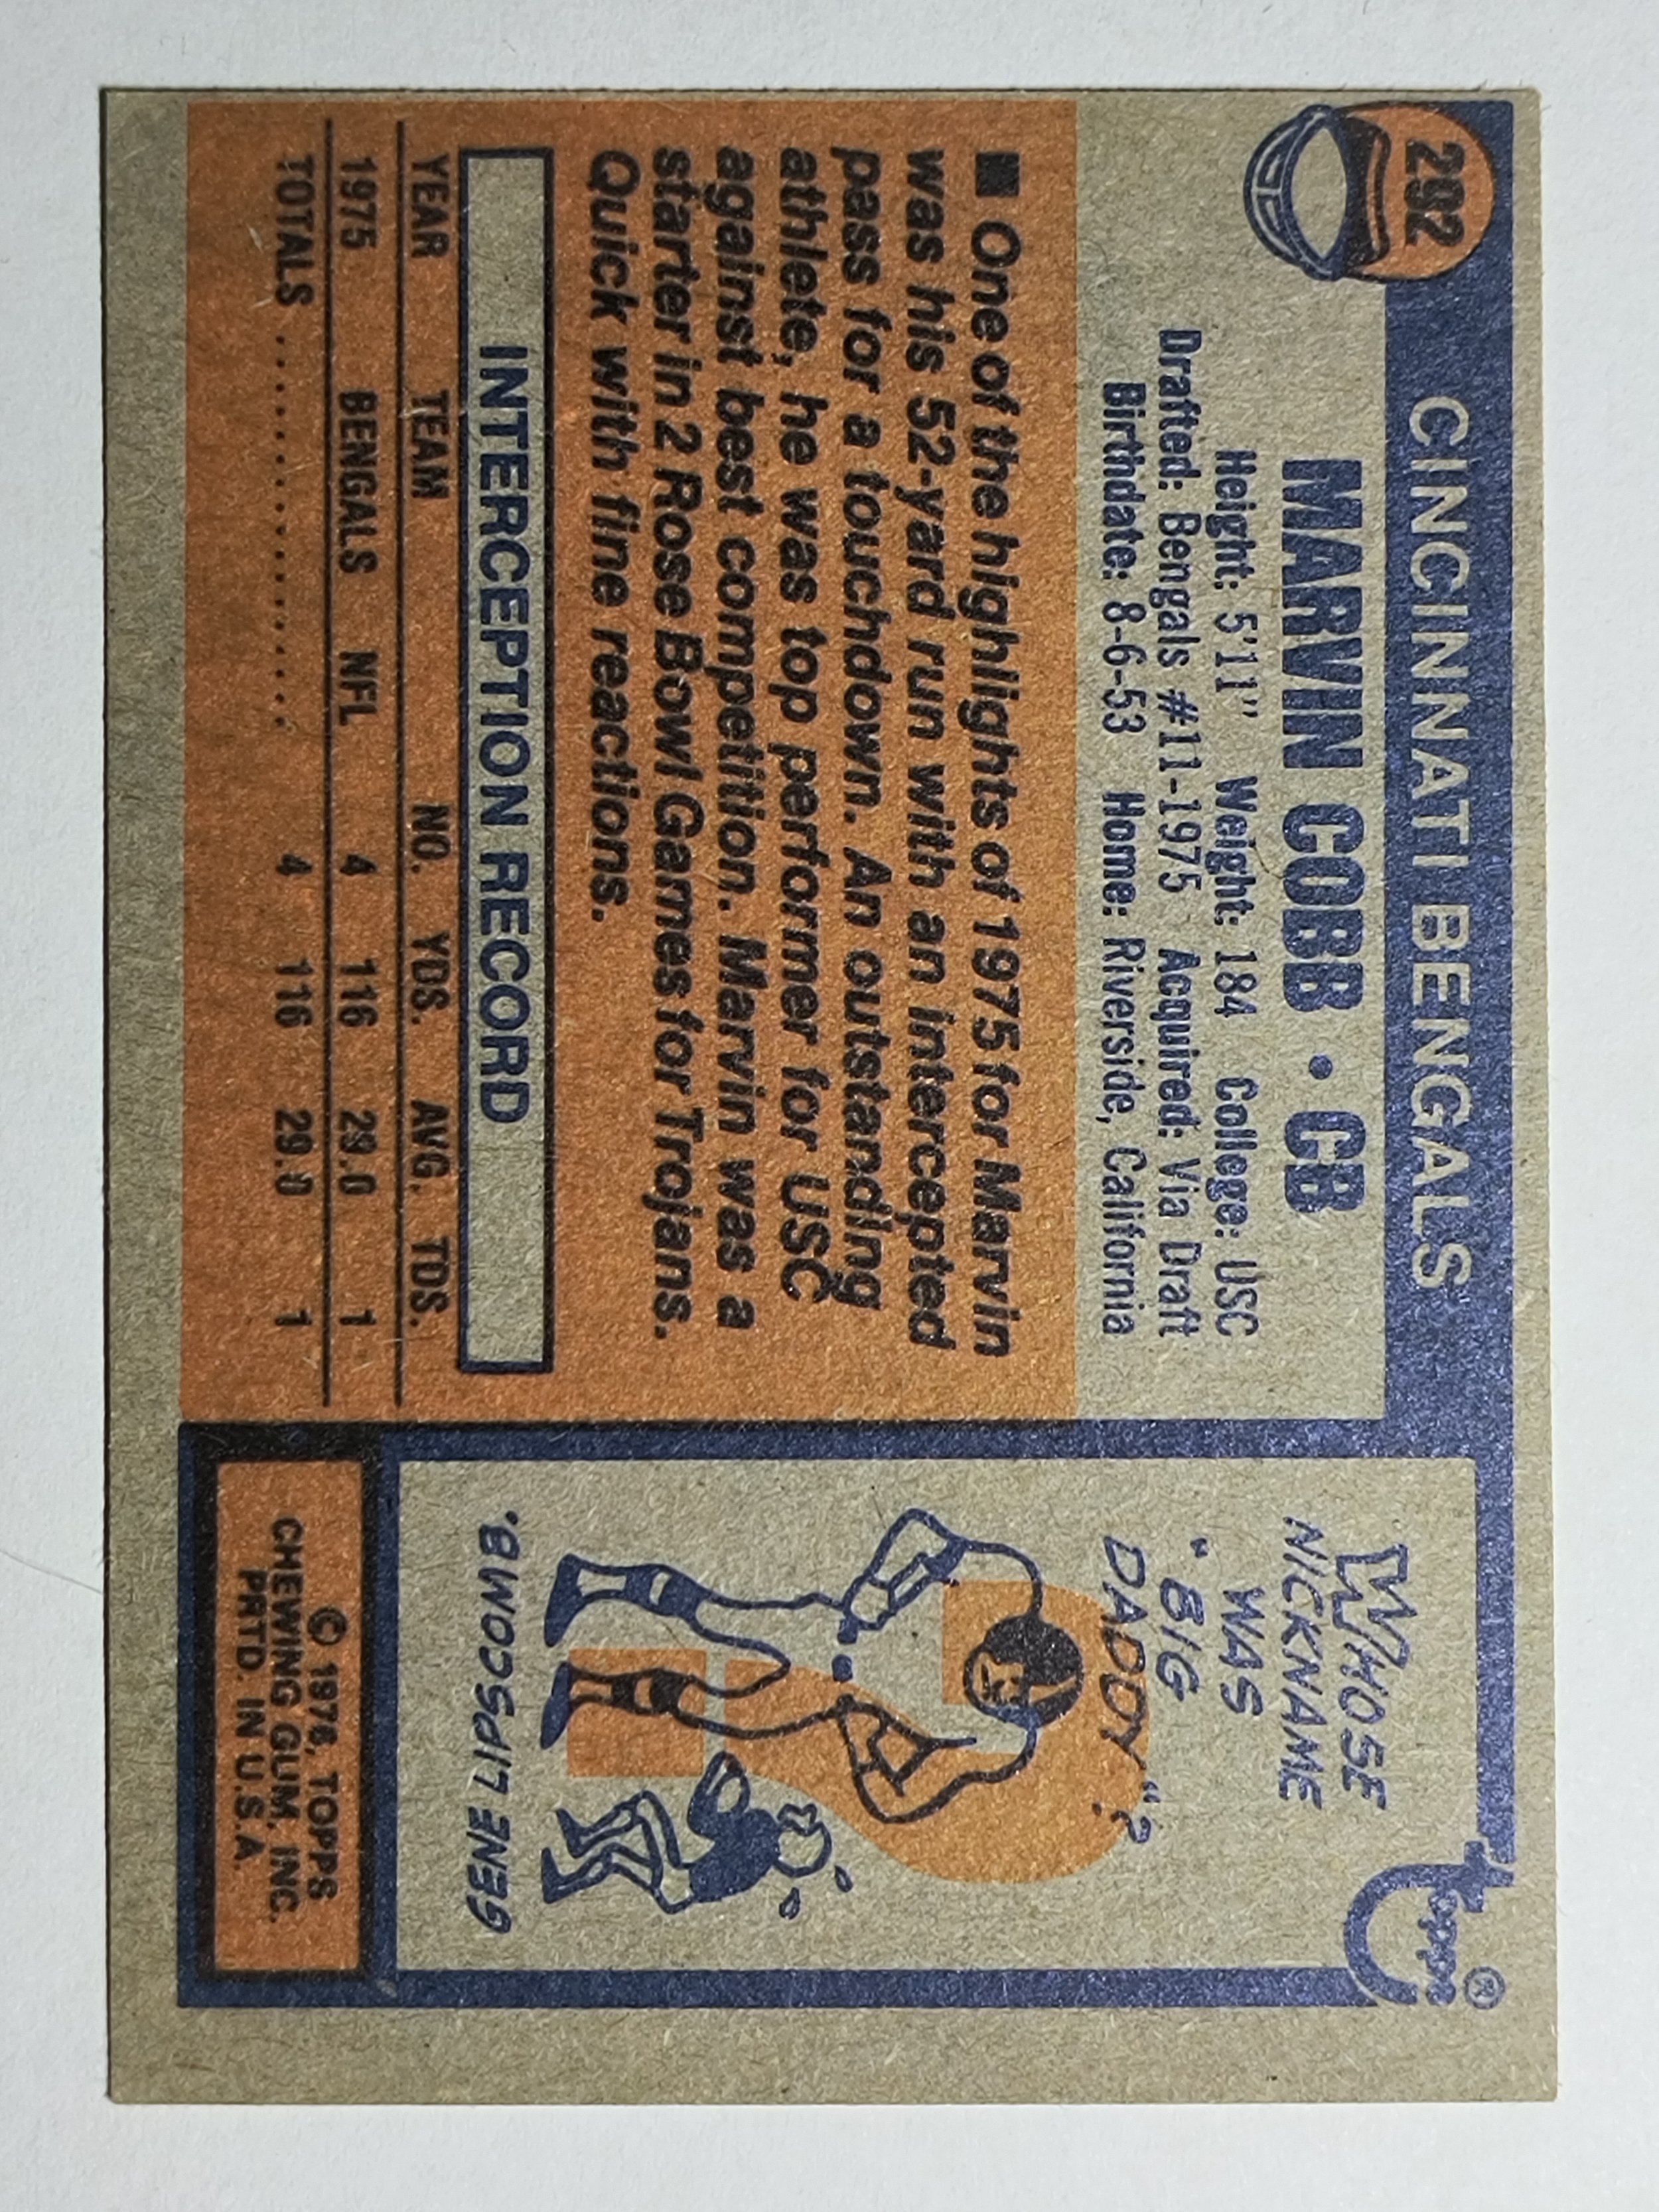 292
CINCINNATI BENGALS
MARVIN COBB • CB
Height: 5'11" Weight: 184 College: USC
Drafted: Bengals #11-1975 Acquired: Via Draft
Birthdate: 8-6-53 Home: Riverside, California
■ One of the highlights of 1975 for Marvin
was his 52-yard run with an intercepted
pass for a touchdown. An outstanding
athlete, he was top performer for USC
against best competition. Marvin was a
starter in 2 Rose Bowl Games for Trojans.
Quick with fine reactions.
INTERCEPTION RECORD
YEAR TEAM NO. YDS. AVG. TDS.
1975 BENGALS NFL 4 116 29.0 1
TOTALS .................... 4 116 29.0 1
topps ®
WHOSE
NICKNAME
WAS
"BIG
DADDY"?
GENE LIPSCOMB.
© 1976, TOPPS
CHEWING GUM, INC.
PRTD. IN U.S.A.